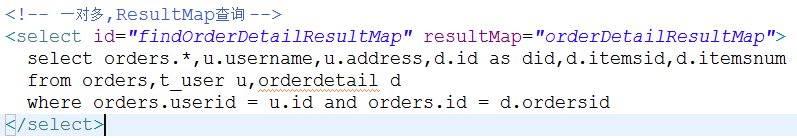 <!-- 一对多,ResultMap查询 -->
<select id="findOrderDetailResultMap" resultMap="orderDetailResultMap">
select orders.*,u.username,u.address,d.id as did,d.itemsid,d.itemsnum
from orders,t_user u,orderdetail d
where orders.userid = u.id and orders.id = d.ordersid
</select>